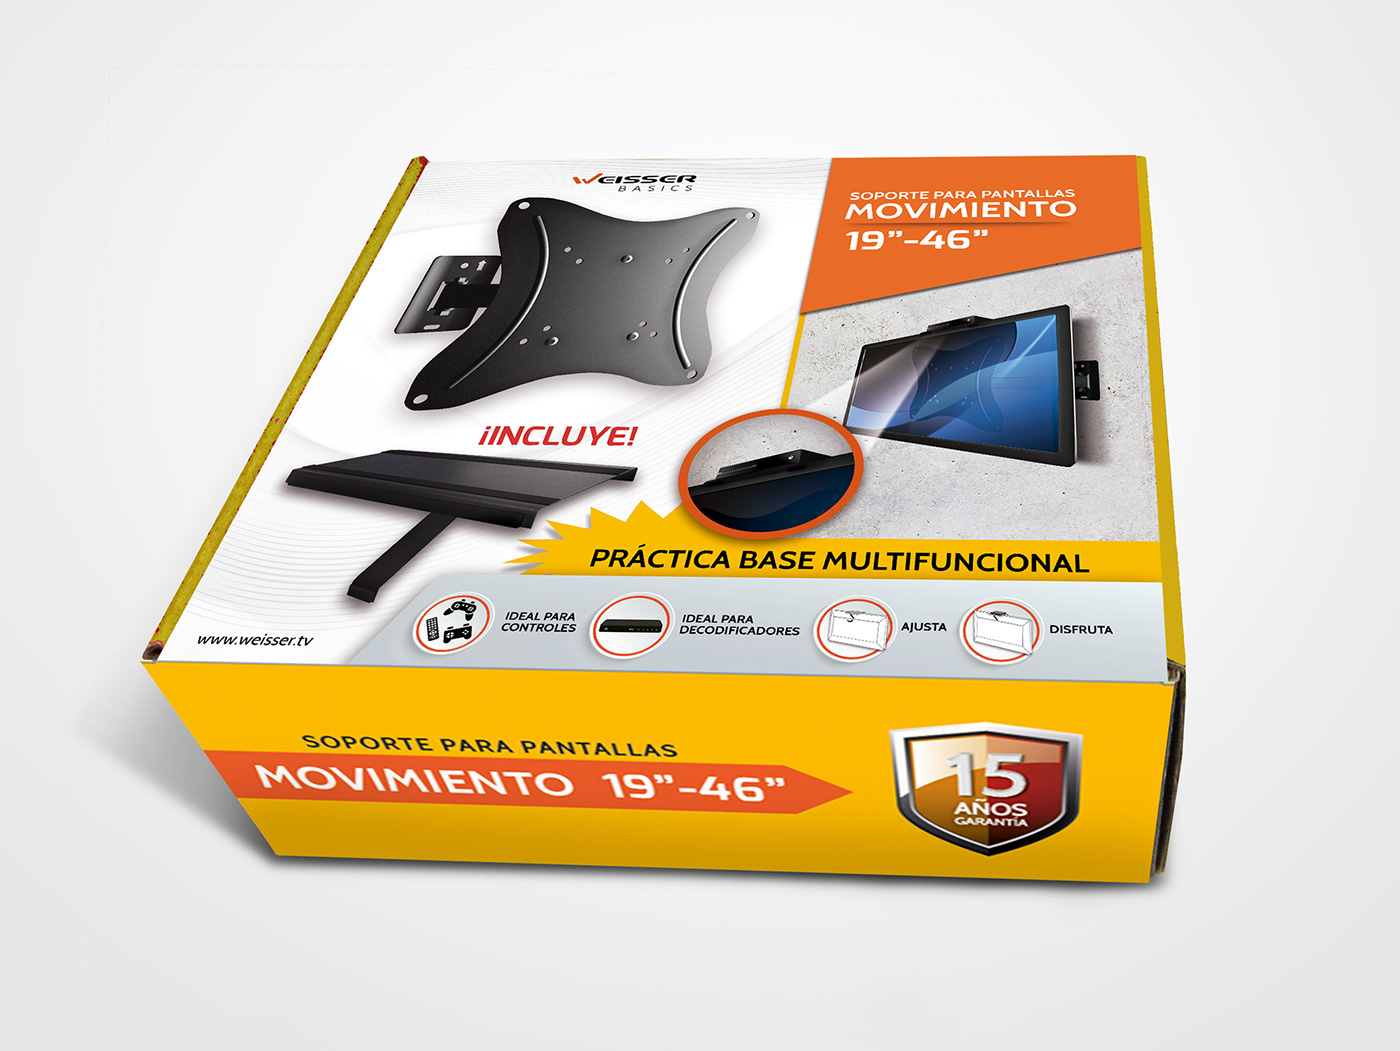 WEISSER
BASICS
SOPORTE PARA PANTALLAS
MOVIMIENTO
19”-46”
¡INCLUYE!
PRÁCTICA BASE MULTIFUNCIONAL
IDEAL PARA
CONTROLES
IDEAL PARA
DECODIFICADORES
AJUSTA
DISFRUTA
www.weisser.tv
SOPORTE PARA PANTALLAS
MOVIMIENTO 19”-46”
15
AÑOS
GARANTÍA